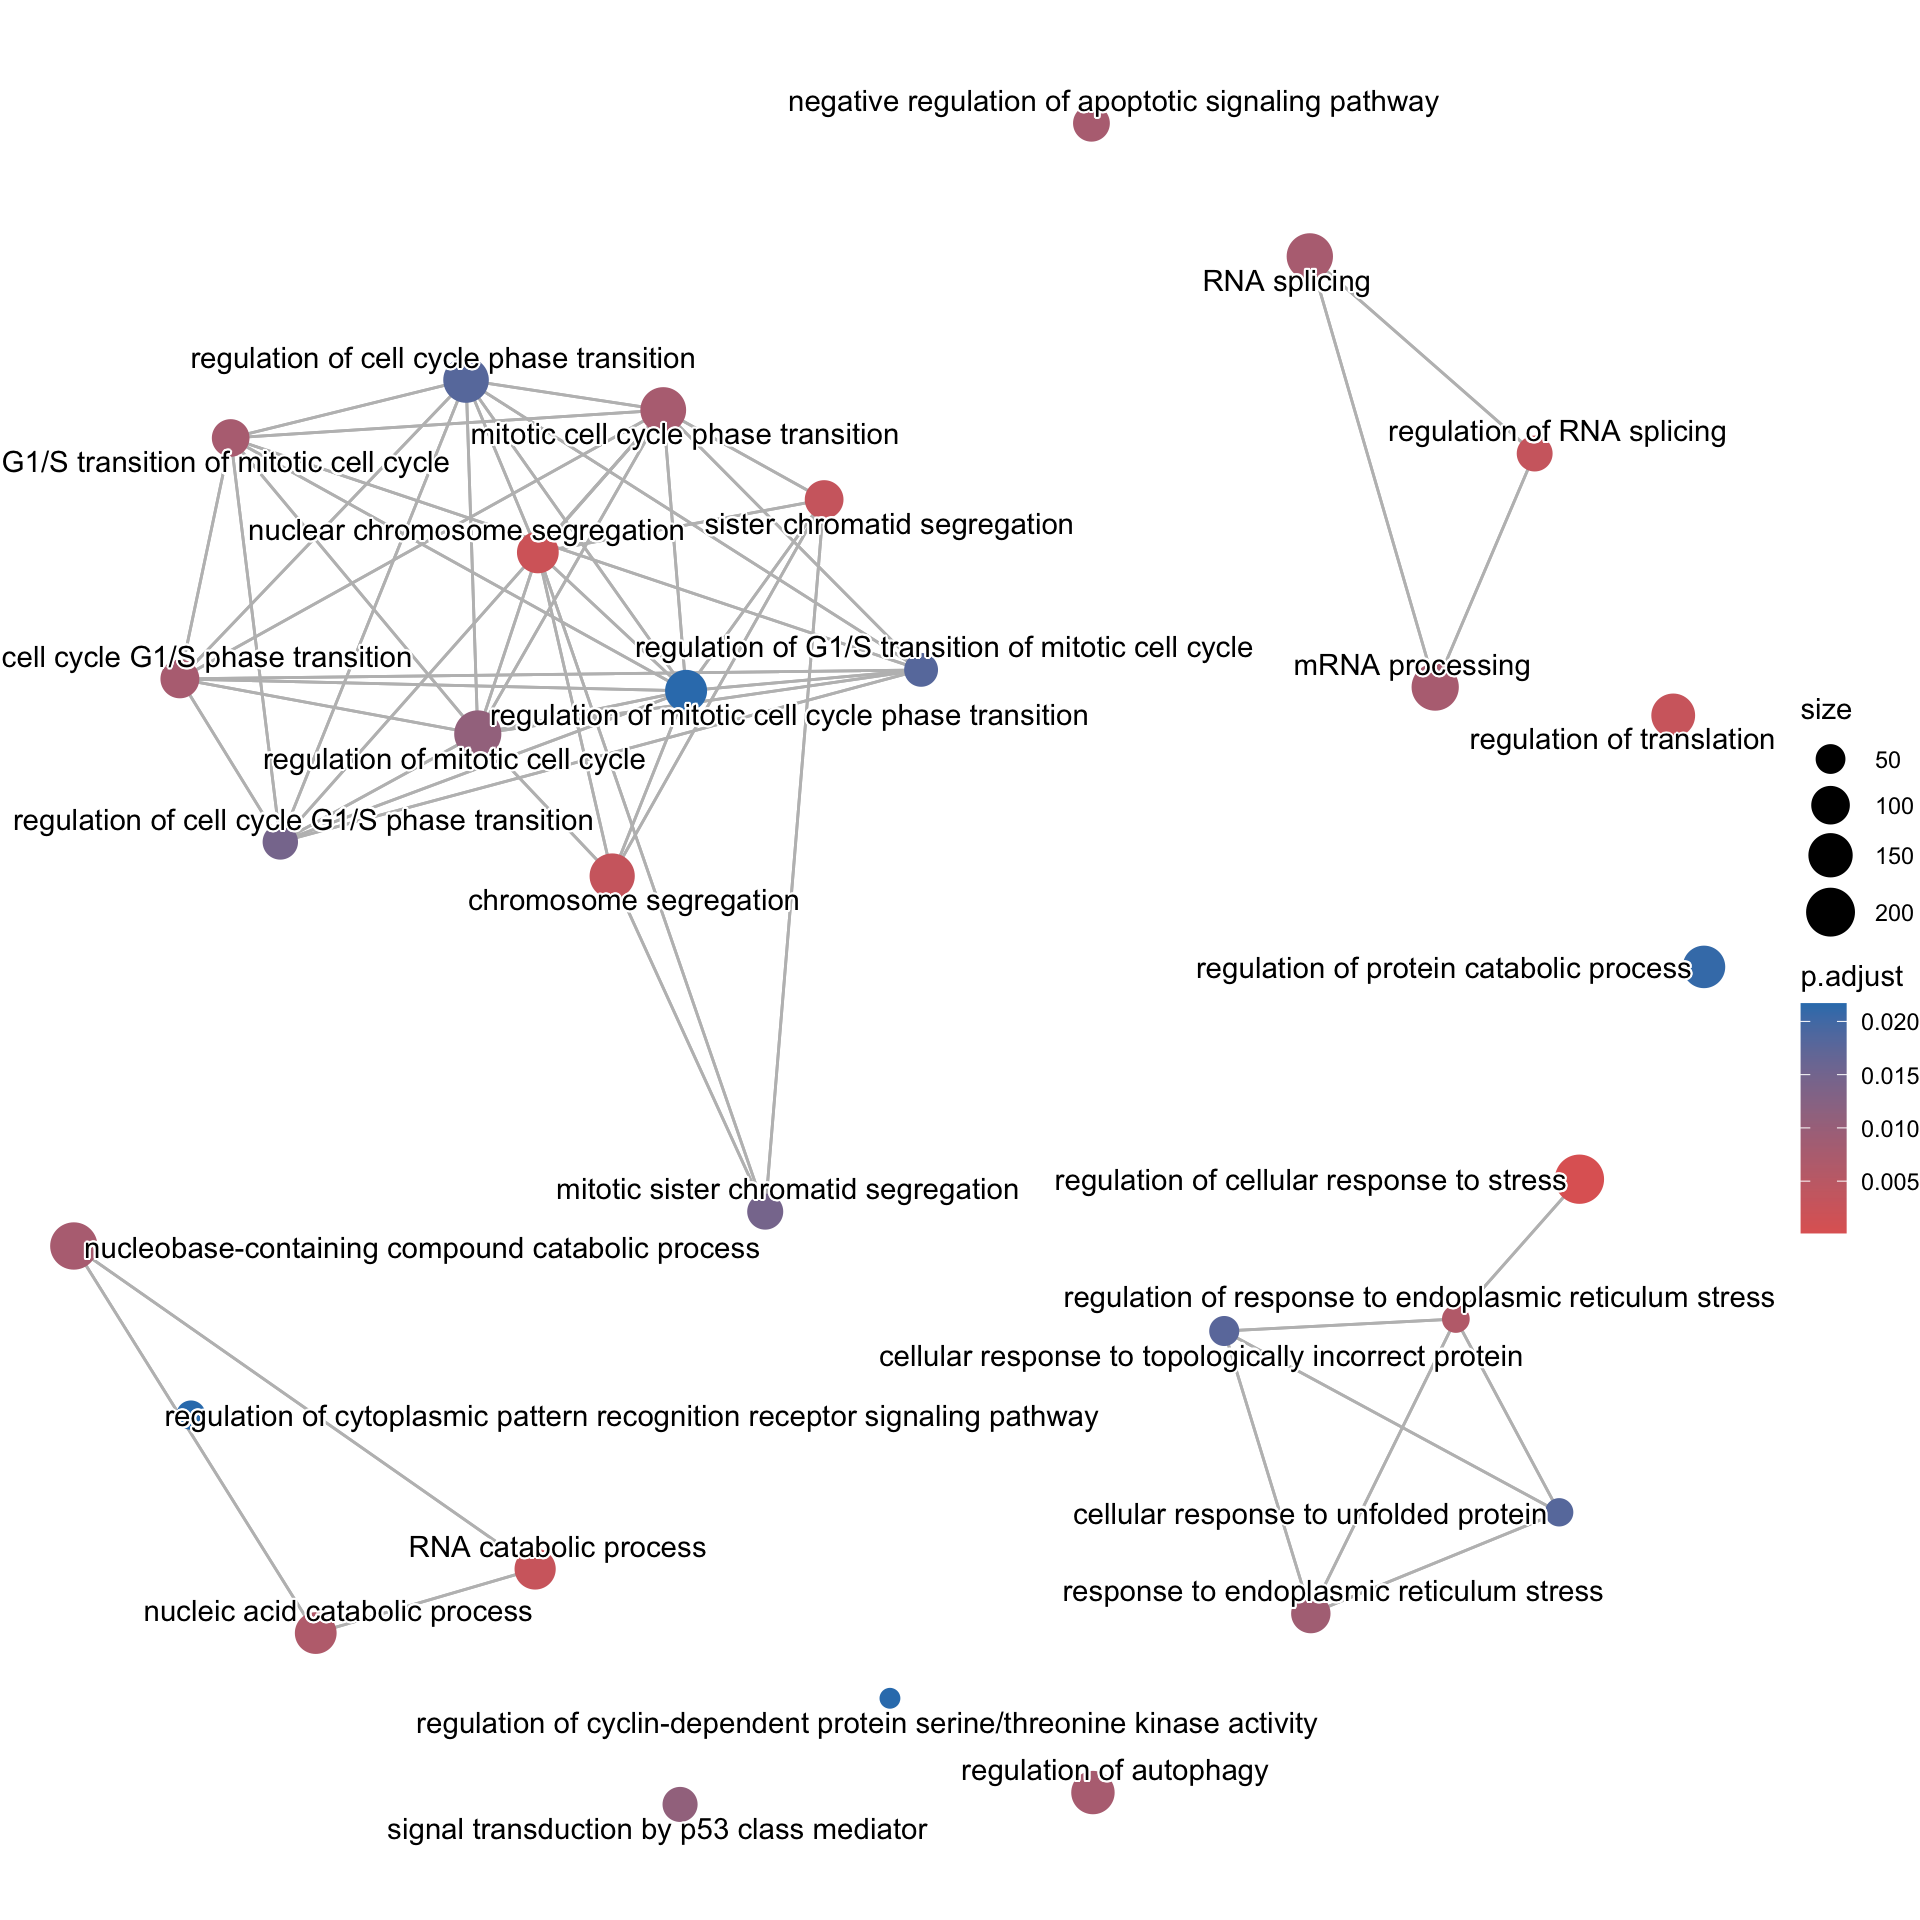 negative regulation of apoptotic signaling pathway
RNA splicing
regulation of cell cycle phase transition
mitotic cell cycle phase transition
regulation of RNA splicing
G1/S transition of mitotic cell cycle
nuclear chromosome segregation
sister chromatid segregation
regulation of G1/S transition of mitotic cell cycle
cell cycle G1/S phase transition
mRNA processing
regulation of mitotic cell cycle phase transition
regulation of translation
regulation of mitotic cell cycle
regulation of cell cycle G1/S phase transition
chromosome segregation
regulation of protein catabolic process
mitotic sister chromatid segregation
regulation of cellular response to stress
nucleobase-containing compound catabolic process
regulation of response to endoplasmic reticulum stress
cellular response to topologically incorrect protein
regulation of cytoplasmic pattern recognition receptor signaling pathway
cellular response to unfolded protein
RNA catabolic process
response to endoplasmic reticulum stress
nucleic acid catabolic process
regulation of cyclin-dependent protein serine/threonine kinase activity
regulation of autophagy
signal transduction by p53 class mediator
size
50
100
150
200
p.adjust
0.020
0.015
0.010
0.005